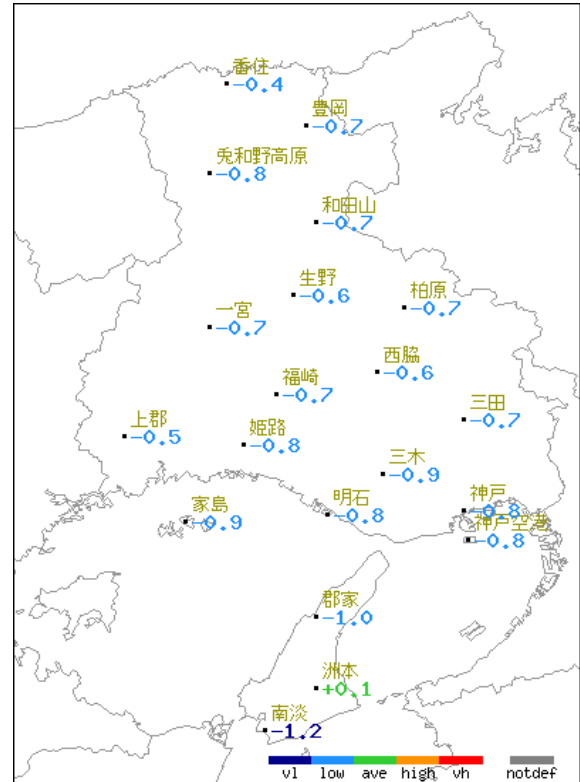 香住
-0.4
豊岡
-0.7
兎和野高原
-0.8
和田山
-0.7
生野
-0.6
柏原
-0.7
一宮
-0.7
西脇
-0.6
福崎
-0.7
三田
-0.7
上郡
-0.5
姫路
-0.8
三木
-0.9
家島
-0.9
明石
-0.8
神戸
-0.8
神戸空港
-0.8
郡家
-1.0
洲本
+0.1
南淡
-1.2
vl low ave high vh notdef